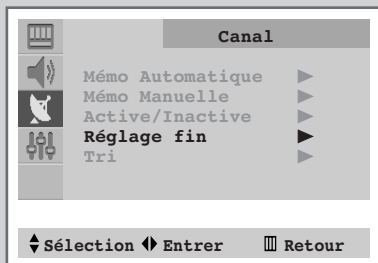 Canal
Mémo Automatique
Mémo Manuelle
Active/Inactive
Réglage fin
Tri
Sélection Entrer Retour